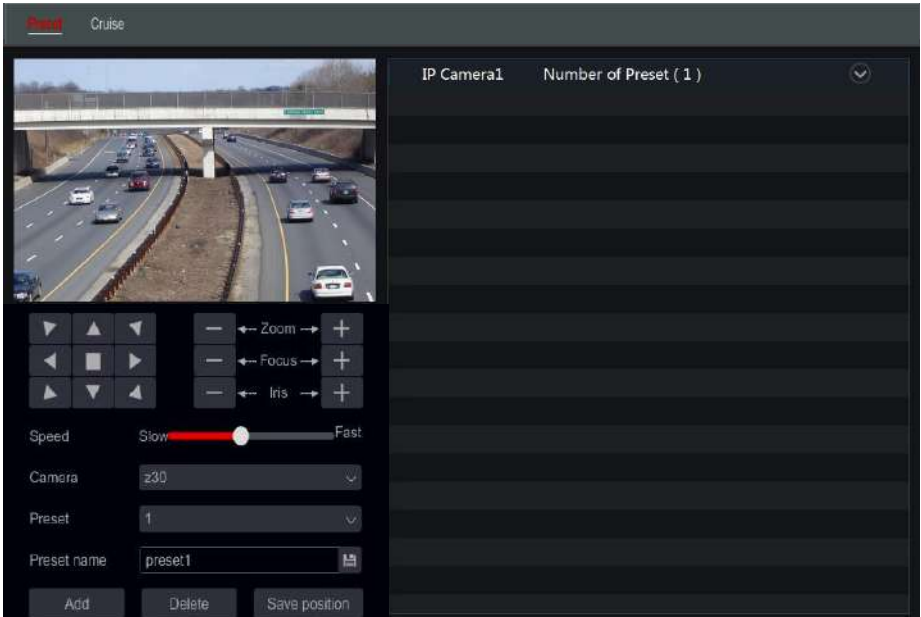 Preset Cruise
IP Camera1 Number of Preset ( 1 )
Zoom
Focus
Iris
Speed Slow Fast
Camera z30
Preset 1
Preset name preset1
Add Delete Save position